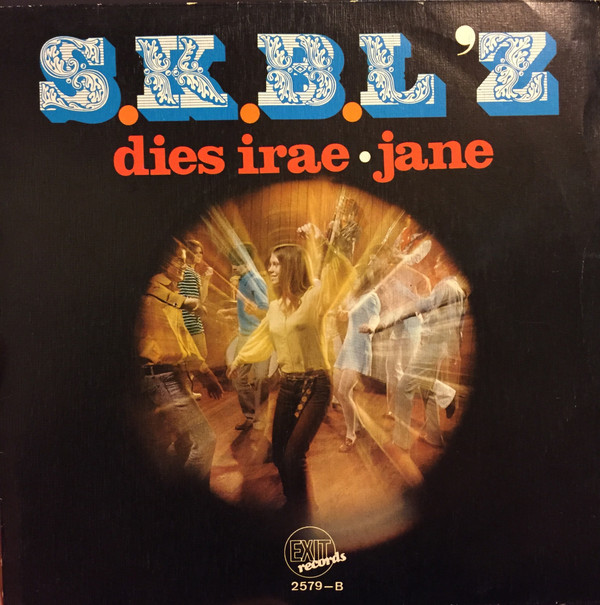 S.K.B.L'Z
dies irae · jane
EXIT
records
2579-B